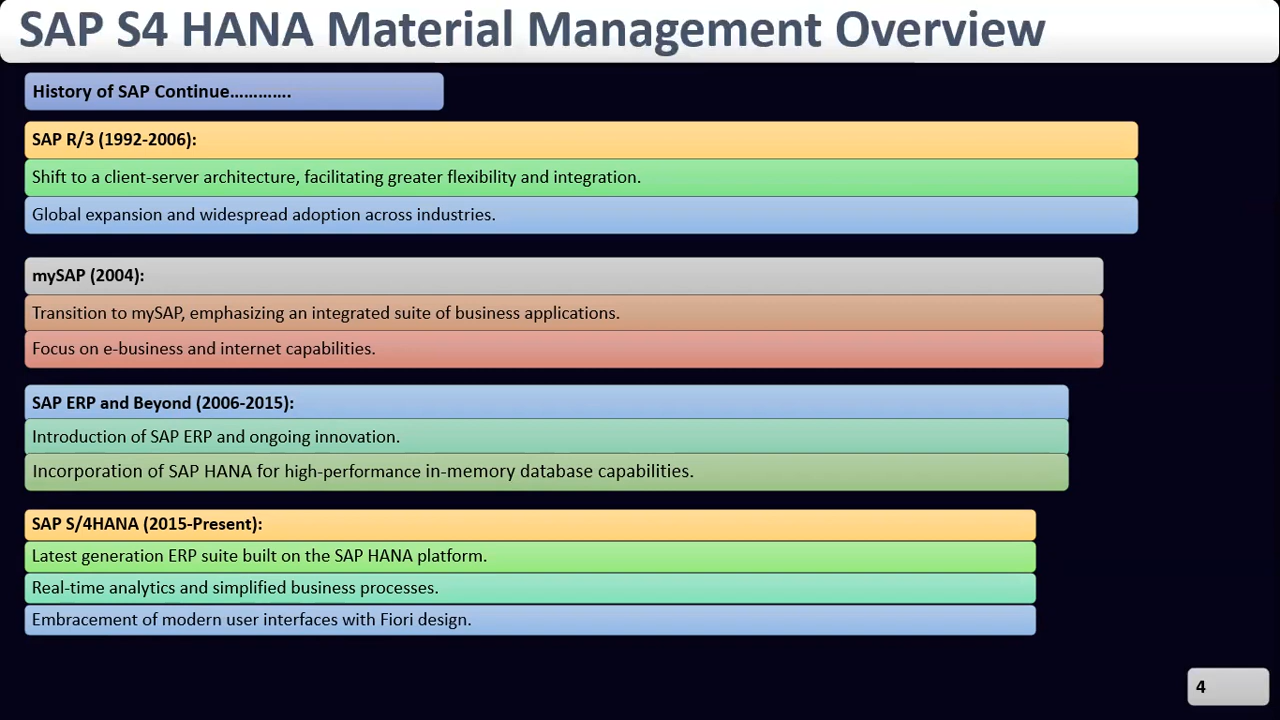 SAP S4 HANA Material Management Overview
History of SAP Continue………….
SAP R/3 (1992-2006):
Shift to a client-server architecture, facilitating greater flexibility and integration.
Global expansion and widespread adoption across industries.
mySAP (2004):
Transition to mySAP, emphasizing an integrated suite of business applications.
Focus on e-business and internet capabilities.
SAP ERP and Beyond (2006-2015):
Introduction of SAP ERP and ongoing innovation.
Incorporation of SAP HANA for high-performance in-memory database capabilities.
SAP S/4HANA (2015-Present):
Latest generation ERP suite built on the SAP HANA platform.
Real-time analytics and simplified business processes.
Embracement of modern user interfaces with Fiori design.
4